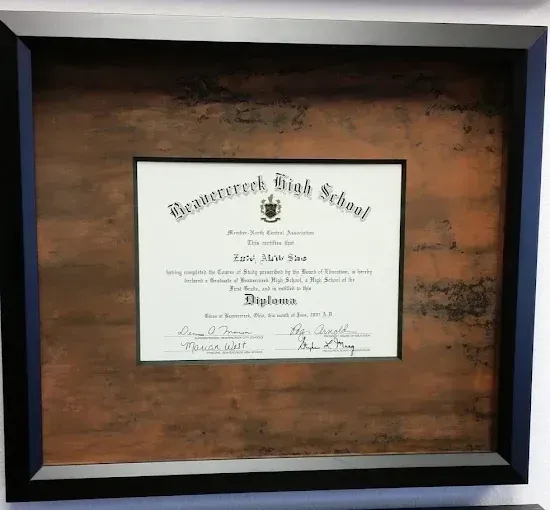 Beavercreek High School
Member-North Central Association
This certifies that
having completed the Course of Study prescribed by the Board of Education, is hereby
declared a Graduate of Beavercreek High School, a High School of the
First Grade, and is entitled to this
Diploma
Given at Beavercreek, Ohio, this month of June, A.D.
Marian West